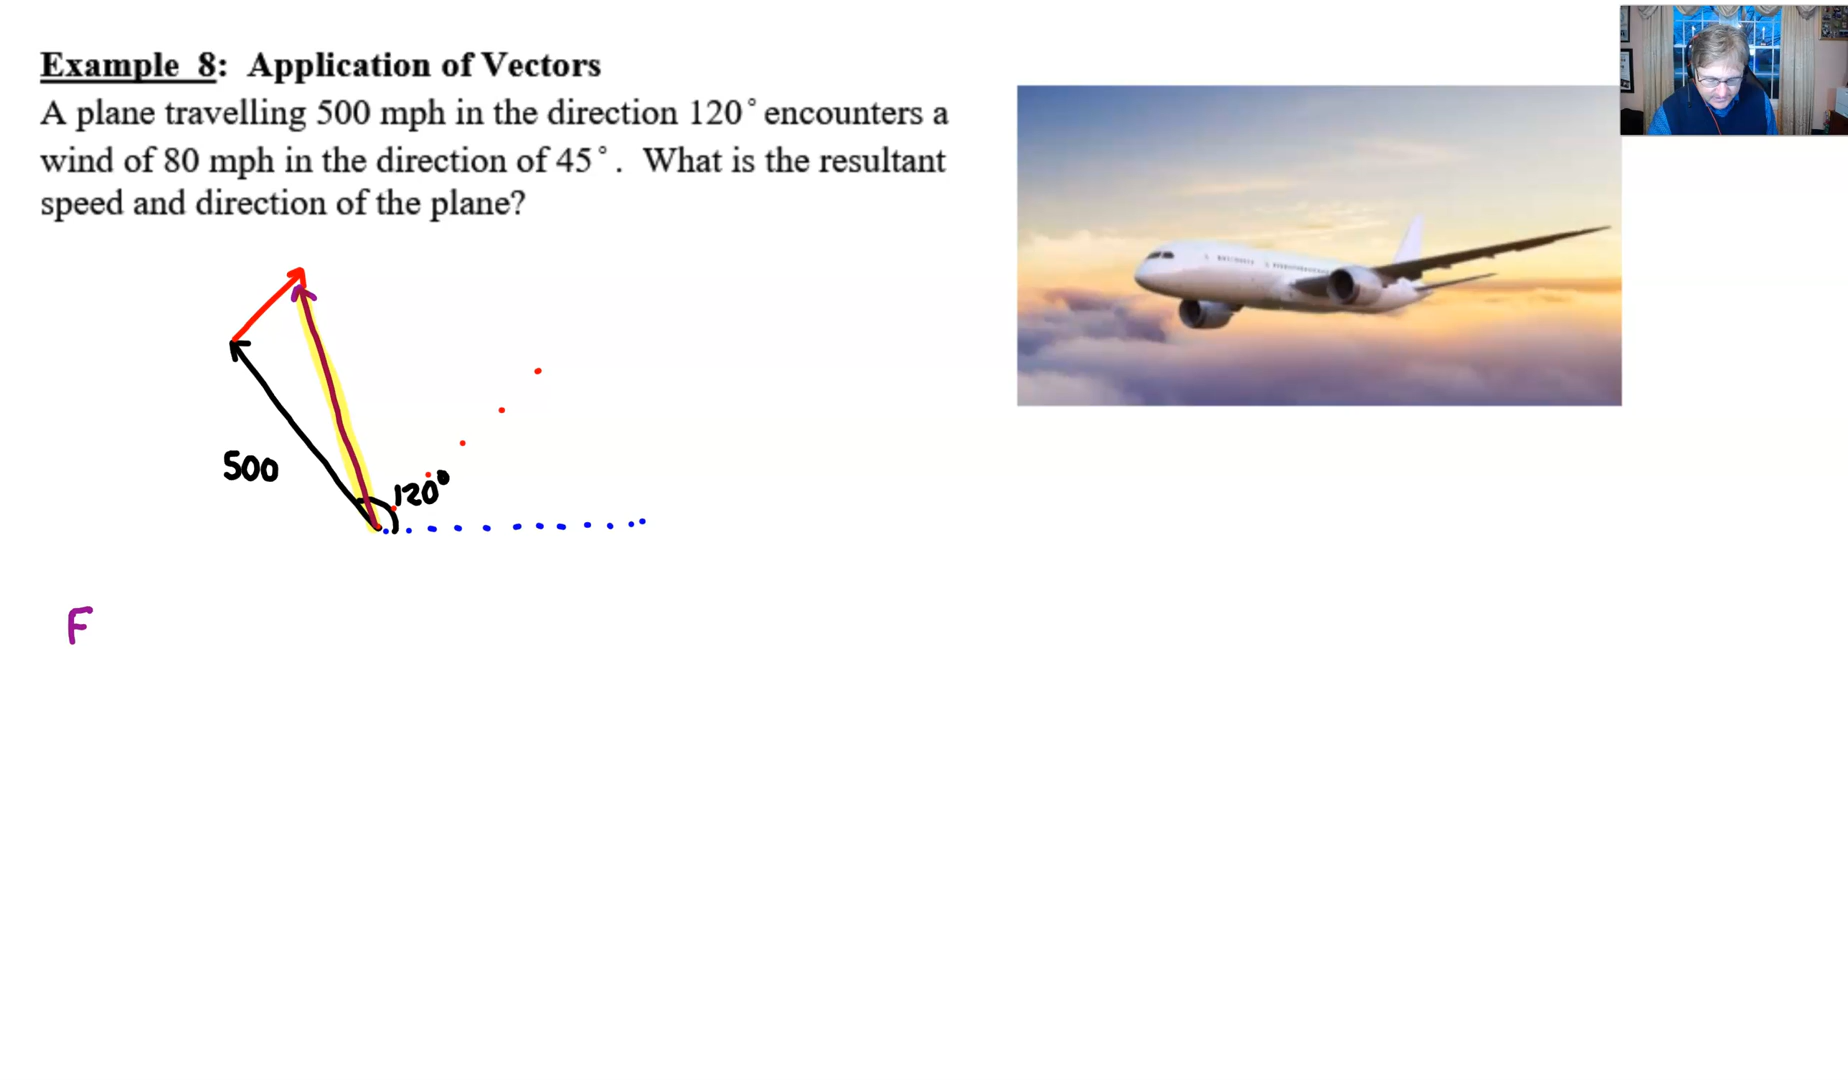 Example 8: Application of Vectors
A plane travelling 500 mph in the direction 120° encounters a
wind of 80 mph in the direction of 45°. What is the resultant
speed and direction of the plane?
500
120°
F